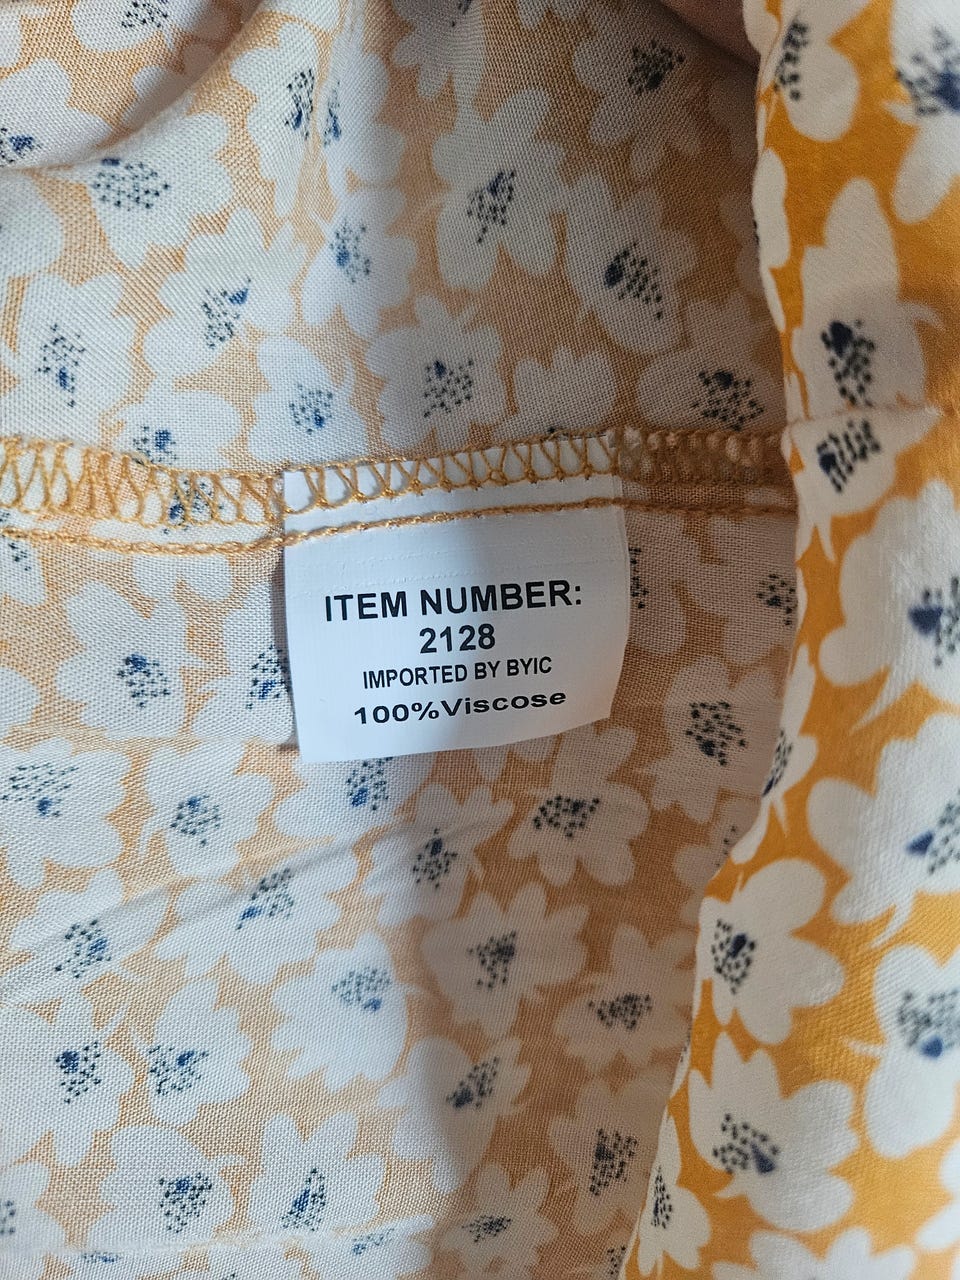 ITEM NUMBER:
2128
IMPORTED BY BYIC
100%Viscose